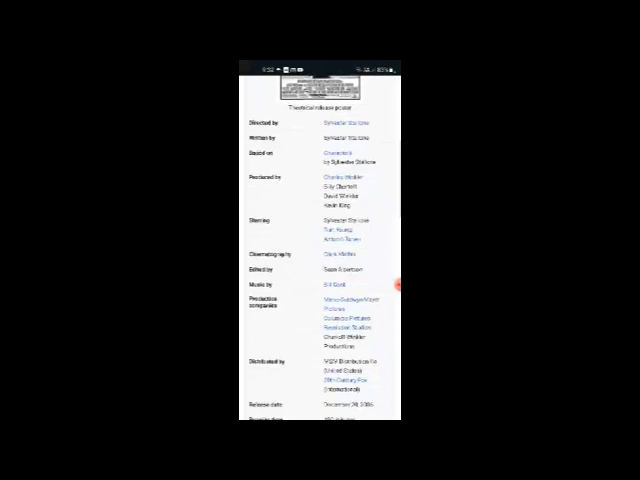 Theatrical release poster
Directed by Sylvester Stallone
Written by Sylvester Stallone
Based on Characters
by Sylvester Stallone
Produced by Charles Winkler
Billy Chartoff
David Winkler
Kevin King
Starring Sylvester Stallone
Burt Young
Antonio Tarver
Cinematography Clark Mathis
Edited by Sean Albertson
Music by Bill Conti
Production
companies
Metro-Goldwyn-Mayer
Pictures
Columbia Pictures
Revolution Studios
Chartoff-Winkler
Productions
Distributed by MGM Distribution Co.
(United States)
20th Century Fox
(International)
Release date December 20, 2006